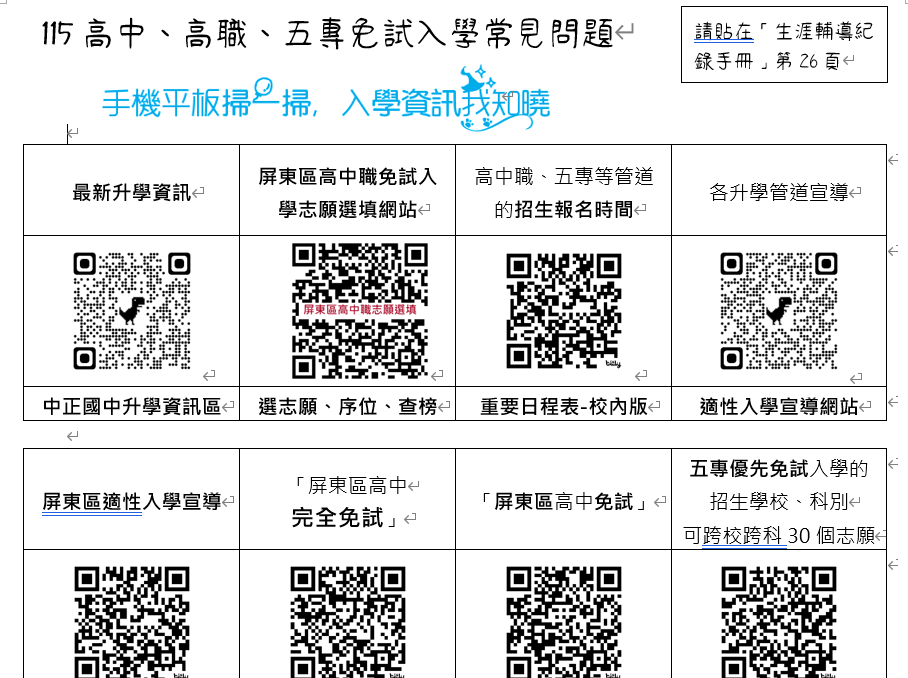 115 高中、高職、五專免試入學常見問題
請貼在「生涯輔導紀
錄手冊」第 26 頁
手機平板掃一掃, 入學資訊我知曉
最新升學資訊
屏東區高中職免試入
學志願選填網站
高中職、五專等管道
的招生報名時間
各升學管道宣導
屏東區高中職志願選填
bitly
中正國中升學資訊區
選志願、序位、查榜
重要日程表-校內版
適性入學宣導網站
屏東區適性入學宣導
「屏東區高中
完全免試」
「屏東區高中免試」
五專優先免試入學的
招生學校、科別
可跨校跨科 30 個志願